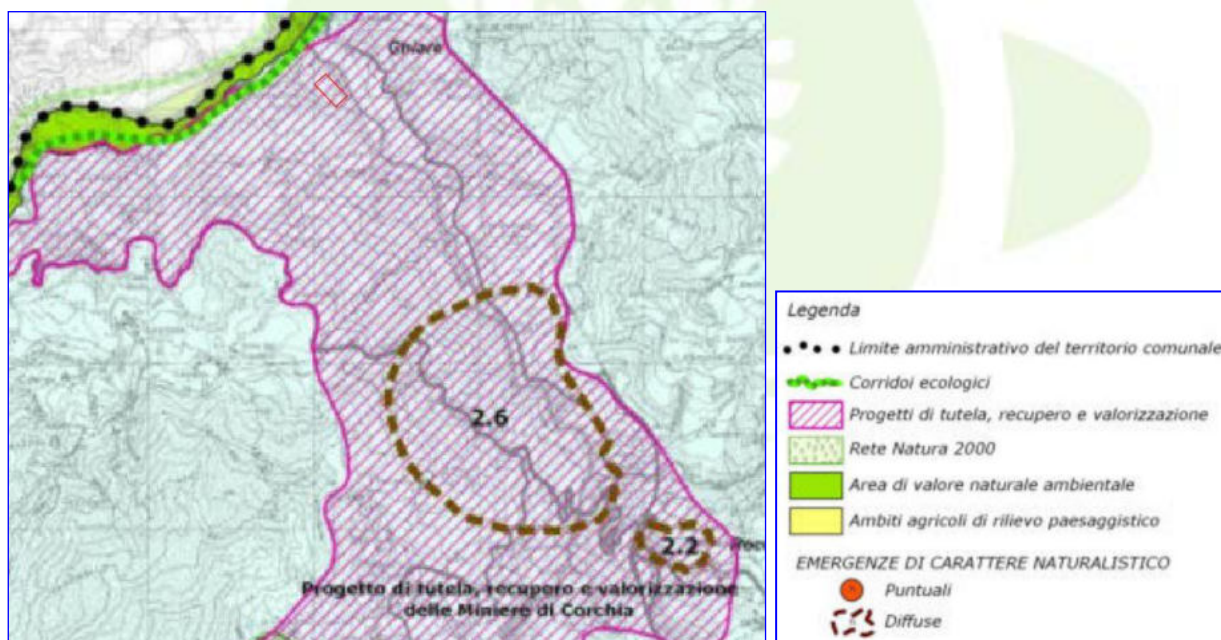 Ghiare
2.6
2.2
Progetto di tutela, recupero e valorizzazione
delle Miniere di Corchia
Legenda
Limite amministrativo del territorio comunale
Corridoi ecologici
Progetti di tutela, recupero e valorizzazione
Rete Natura 2000
Area di valore naturale ambientale
Ambiti agricoli di rilievo paesaggistico
EMERGENZE DI CARATTERE NATURALISTICO
Puntuali
Diffuse